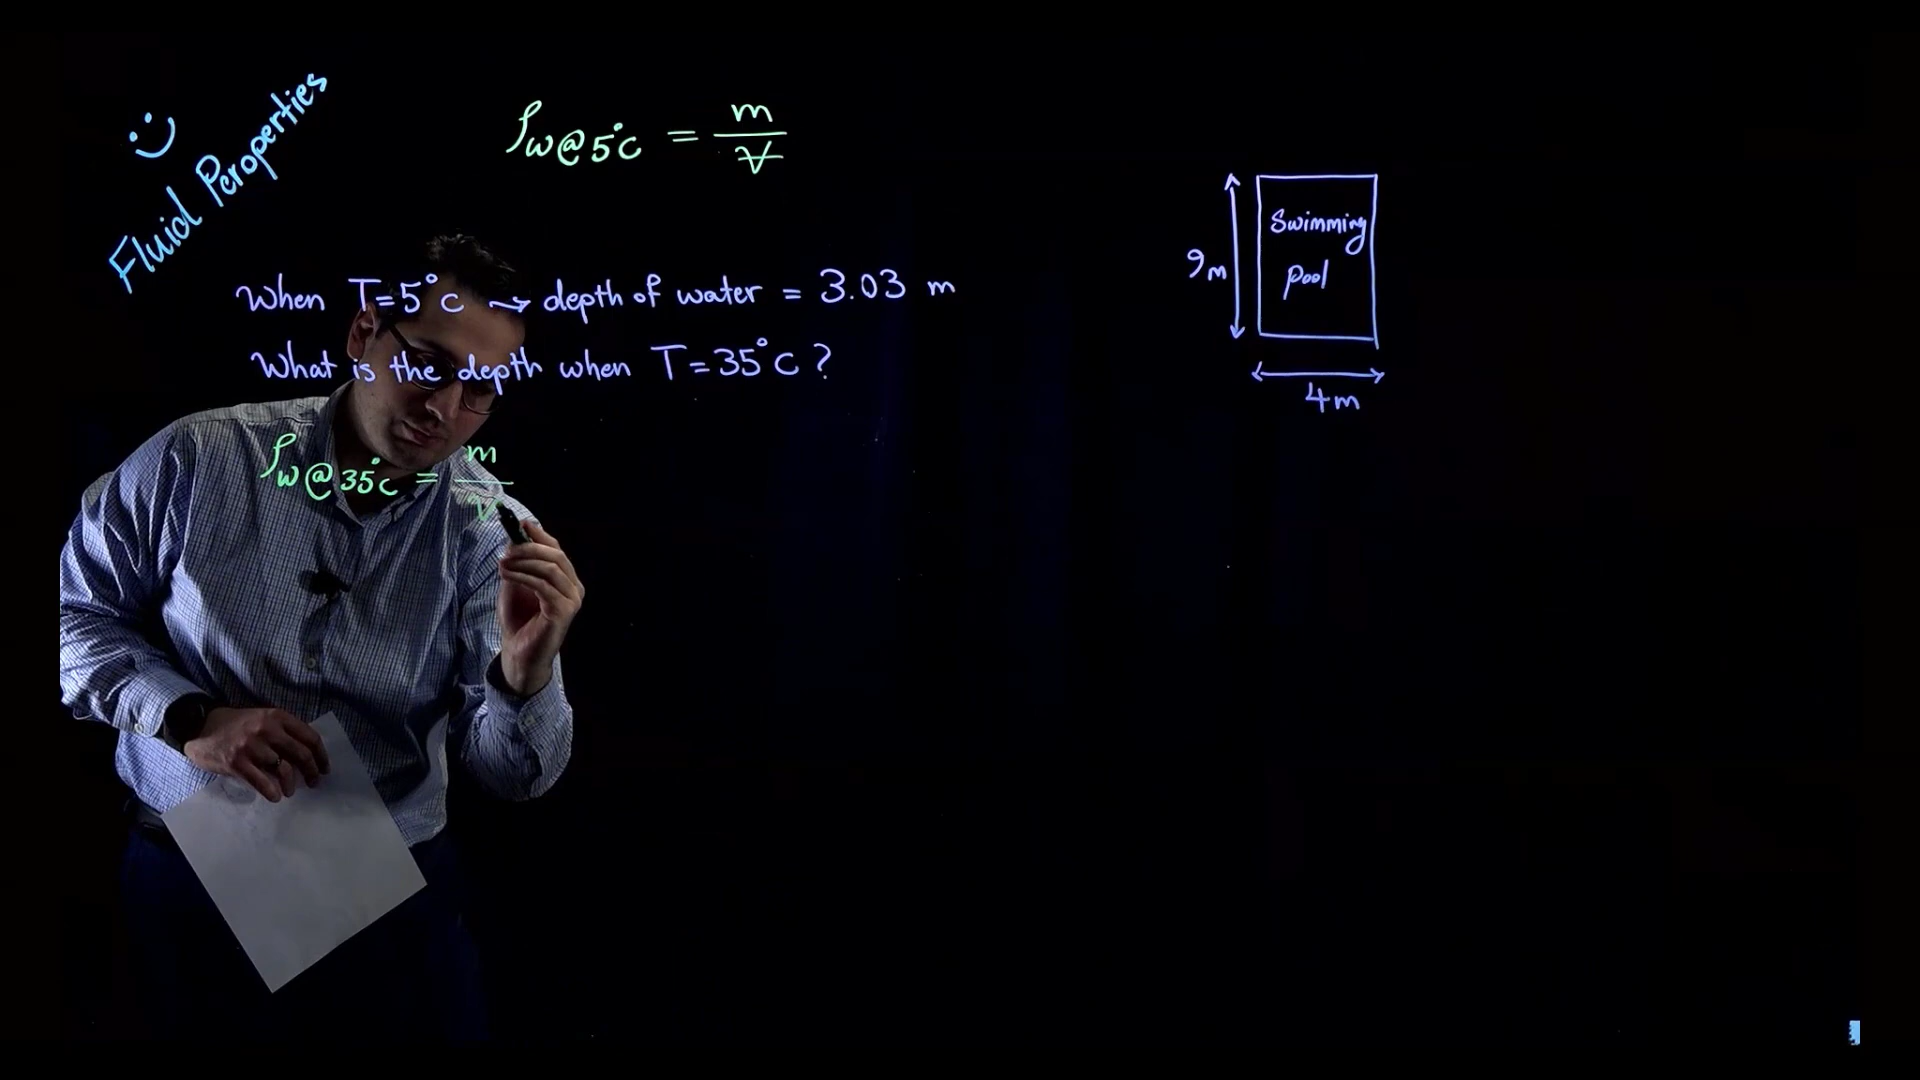 Fluid Peroperties
ρw@5°c = m/V
When T=5°c → depth of water = 3.03 m
What is the depth when T=35°c ?
ρw@35°c = m/V
9m
Swimming
pool
4m